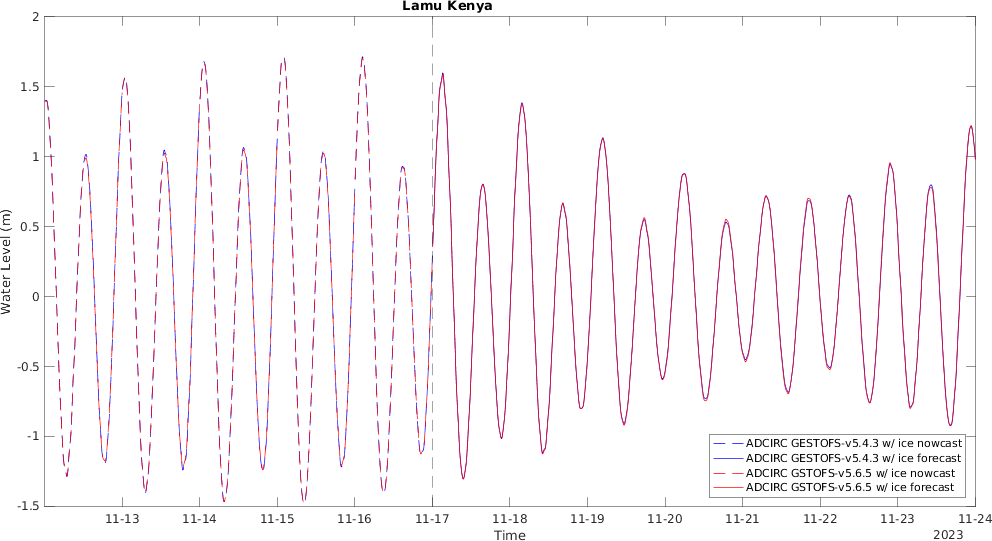 Lamu Kenya
Water Level (m)
2
1.5
1
0.5
0
-0.5
-1
-1.5
11-13 11-14 11-15 11-16 11-17 11-18 11-19 11-20 11-21 11-22 11-23 11-24
Time
2023
ADCIRC GESTOFS-v5.4.3 w/ ice nowcast
ADCIRC GESTOFS-v5.4.3 w/ ice forecast
ADCIRC GSTOFS-v5.6.5 w/ ice nowcast
ADCIRC GSTOFS-v5.6.5 w/ ice forecast